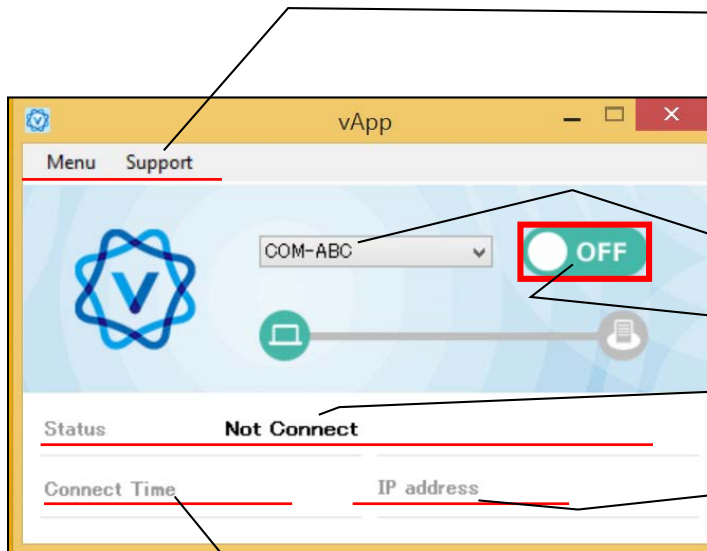 vApp
Menu Support
COM-ABC OFF
Status Not Connect
Connect Time IP address